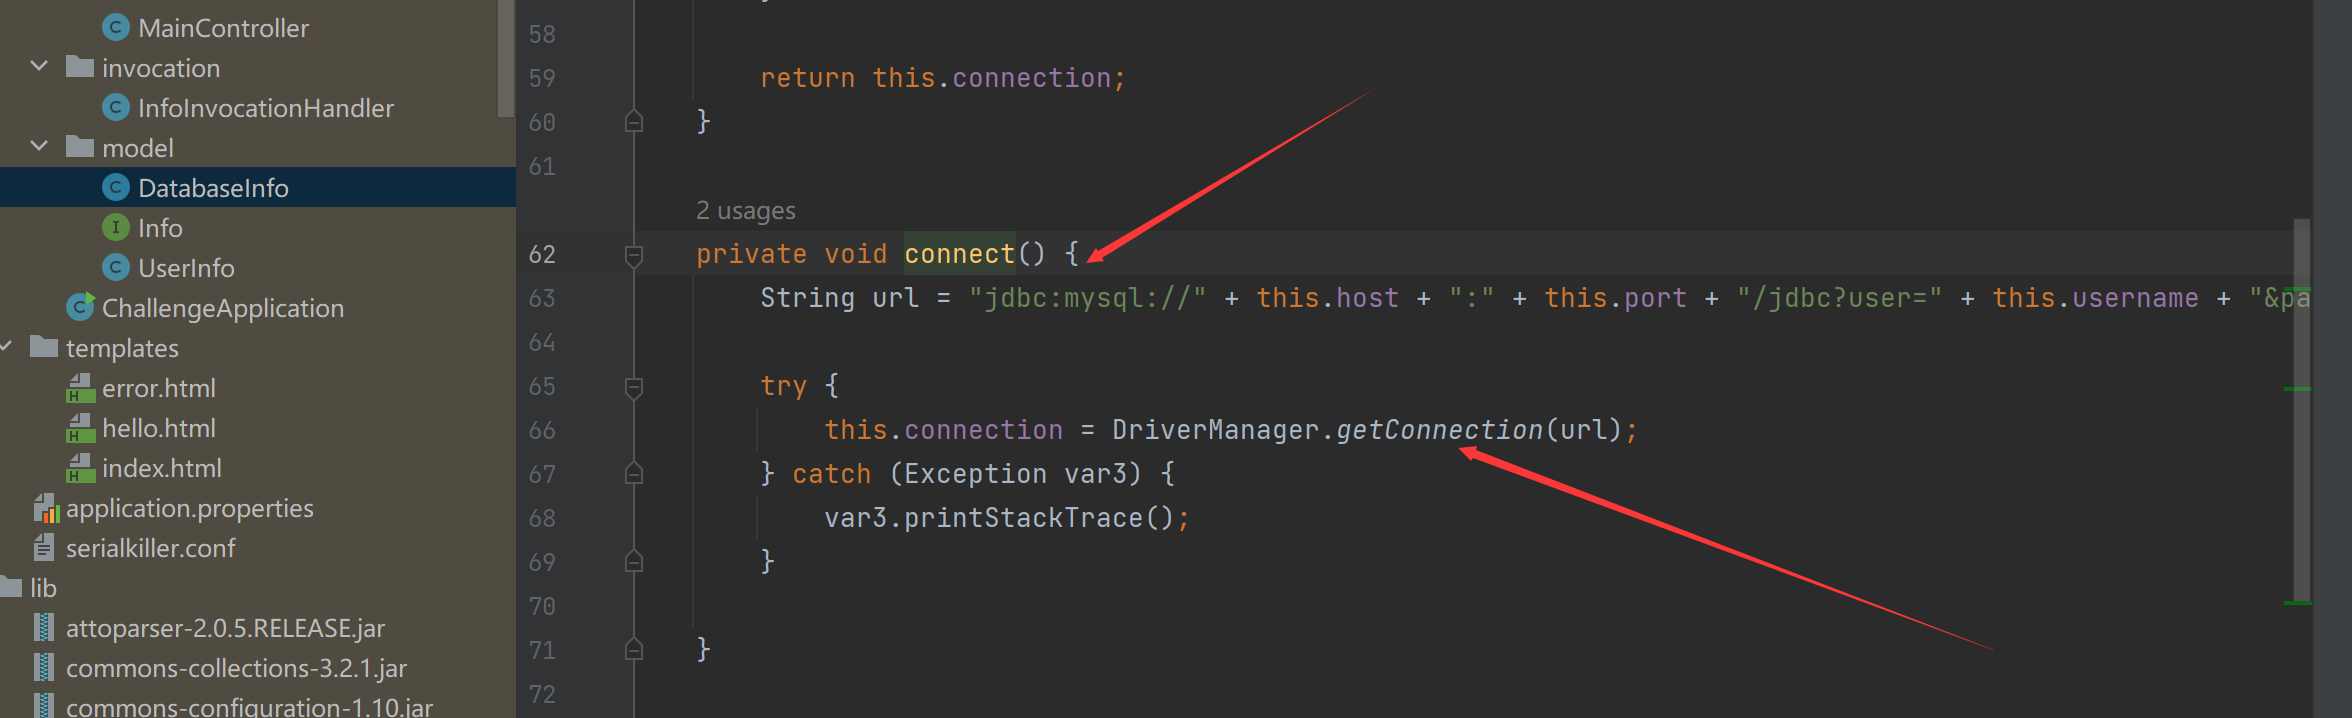 MainController
invocation
InfoInvocationHandler
model
DatabaseInfo
Info
UserInfo
ChallengeApplication
templates
error.html
hello.html
index.html
application.properties
serialkiller.conf
lib
attoparser-2.0.5.RELEASE.jar
commons-collections-3.2.1.jar
commons-configuration-1.10.jar
58
59 return this.connection;
60 }
61
2 usages
62 private void connect() {
63 String url = "jdbc:mysql://" + this.host + ":" + this.port + "/jdbc?user=" + this.username + "&pa
64
65 try {
66 this.connection = DriverManager.getConnection(url);
67 } catch (Exception var3) {
68 var3.printStackTrace();
69 }
70
71 }
72